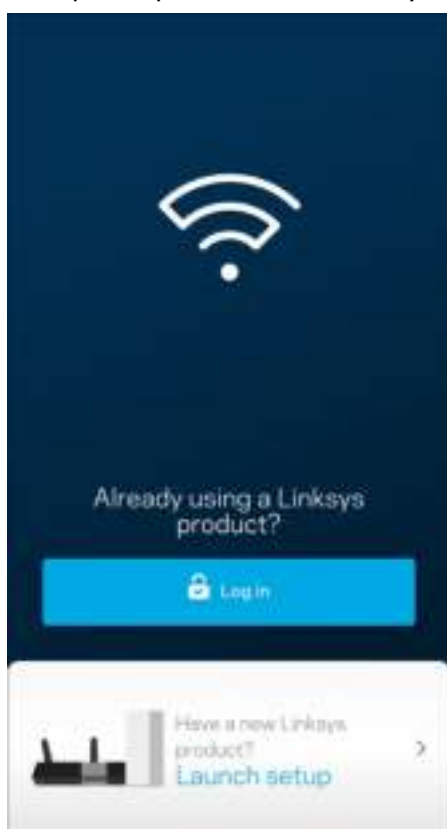 Already using a Linksys
product?
Log in
Have a new Linksys
product?
Launch setup